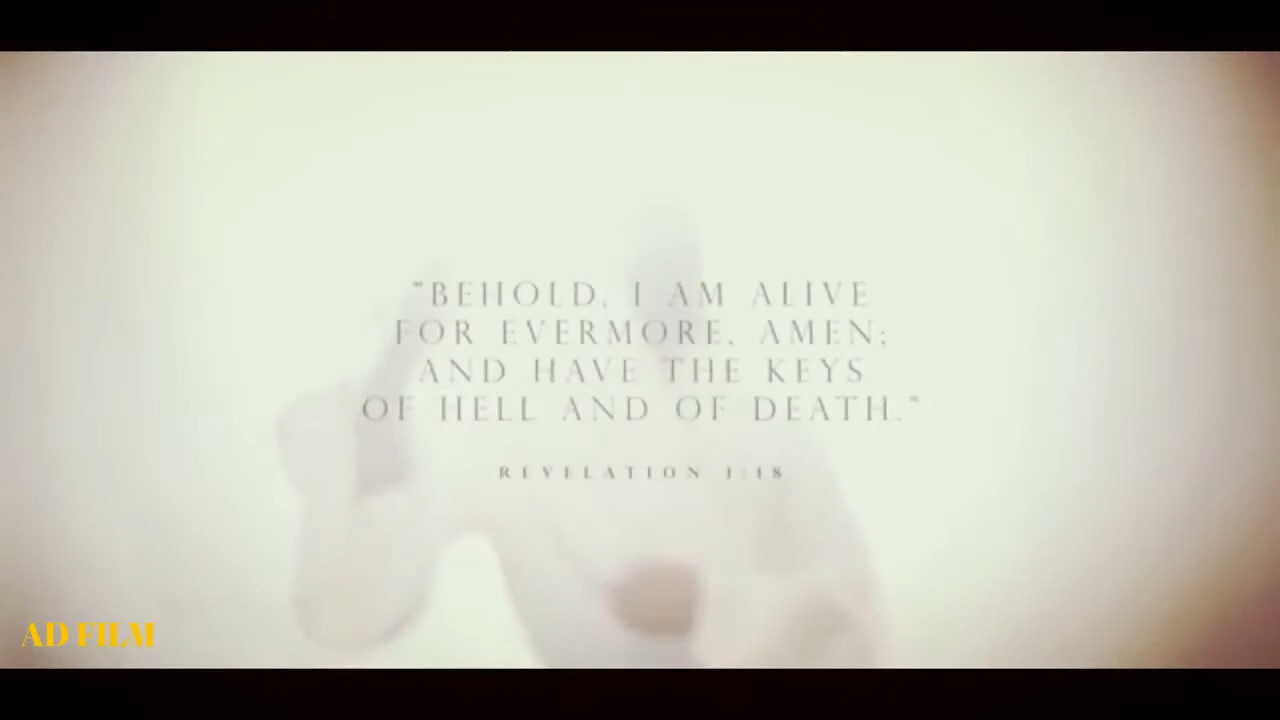 "BEHOLD, I AM ALIVE
FOR EVERMORE, AMEN;
AND HAVE THE KEYS
OF HELL AND OF DEATH."
REVELATION 1:18
AD FILM